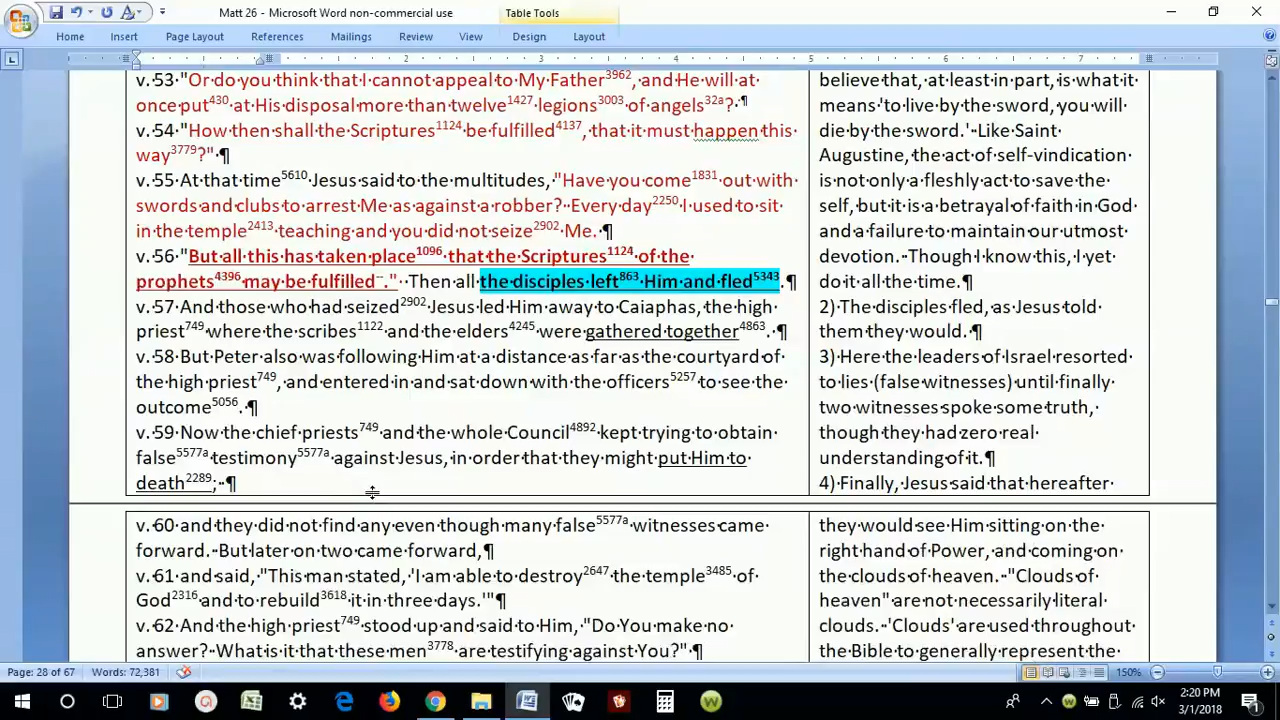 Matt 26 - Microsoft Word non-commercial use
Table Tools
Home Insert Page Layout References Mailings Review View Design Layout
2 3 4 5 6 7
v. 53 "Or do you think that I cannot appeal to My Father3962, and He will at
once put430 at His disposal more than twelve1427 legions3003 of angels32a? ¶
v. 54 "How then shall the Scriptures1124 be fulfilled4137, that it must happen this
way3779?" ¶
v. 55 At that time5610 Jesus said to the multitudes, "Have you come1831 out with
swords and clubs to arrest Me as against a robber? Every day2250 I used to sit
in the temple2413 teaching and you did not seize2902 Me. ¶
v. 56 "But all this has taken place1096 that the Scriptures1124 of the
prophets4396 may be fulfilled ." Then all the disciples left863 Him and fled5343. ¶
v. 57 And those who had seized2902 Jesus led Him away to Caiaphas, the high
priest749 where the scribes1122 and the elders4245 were gathered together4863. ¶
v. 58 But Peter also was following Him at a distance as far as the courtyard of
the high priest749, and entered in and sat down with the officers5257 to see the
outcome5056. ¶
v. 59 Now the chief priests749 and the whole Council4892 kept trying to obtain
false5577a testimony5577a against Jesus, in order that they might put Him to
death2289; ¶
believe that, at least in part, is what it
means 'to live by the sword, you will
die by the sword.' Like Saint
Augustine, the act of self-vindication
is not only a fleshly act to save the
self, but it is a betrayal of faith in God
and a failure to maintain our utmost
devotion. Though I know this, I yet
do it all the time. ¶
2) The disciples fled, as Jesus told
them they would. ¶
3) Here the leaders of Israel resorted
to lies (false witnesses) until finally
two witnesses spoke some truth,
though they had zero real
understanding of it. ¶
4) Finally, Jesus said that hereafter
v. 60 and they did not find any even though many false5577a witnesses came
forward. But later on two came forward, ¶
v. 61 and said, "This man stated, 'I am able to destroy2647 the temple3485 of
God2316 and to rebuild3618 it in three days.'" ¶
v. 62 And the high priest749 stood up and said to Him, "Do You make no
answer? What is it that these men3778 are testifying against You?" ¶
they would see Him sitting on the
right hand of Power, and coming on
the clouds of heaven. "Clouds of
heaven" are not necessarily literal
clouds. 'Clouds' are used throughout
the Bible to generally represent the
Page: 28 of 67 Words: 72,381 150%
2:20 PM
3/1/2018